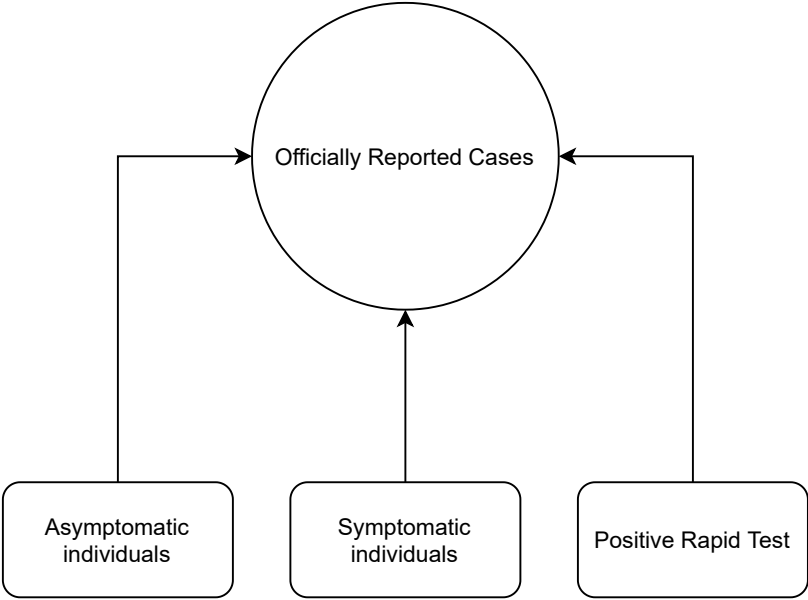 Officially Reported Cases
Asymptomatic
individuals
Symptomatic
individuals
Positive Rapid Test